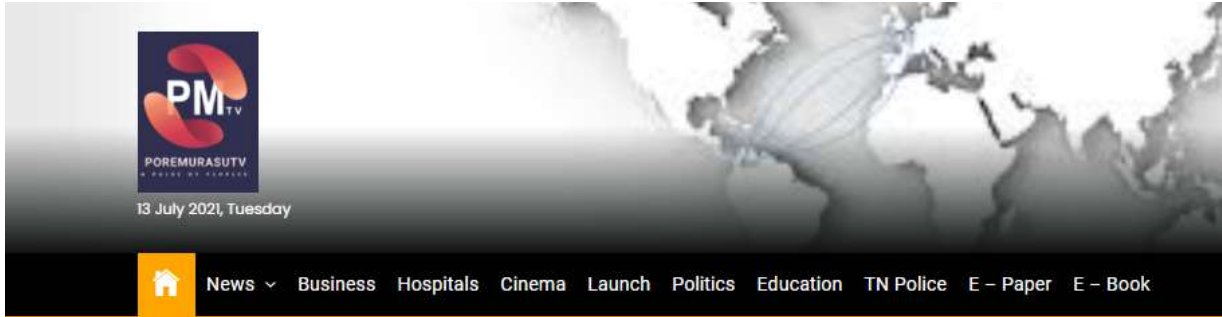 PM TV
POREMURASUTV
13 July 2021, Tuesday
News Business Hospitals Cinema Launch Politics Education TN Police E – Paper E – Book